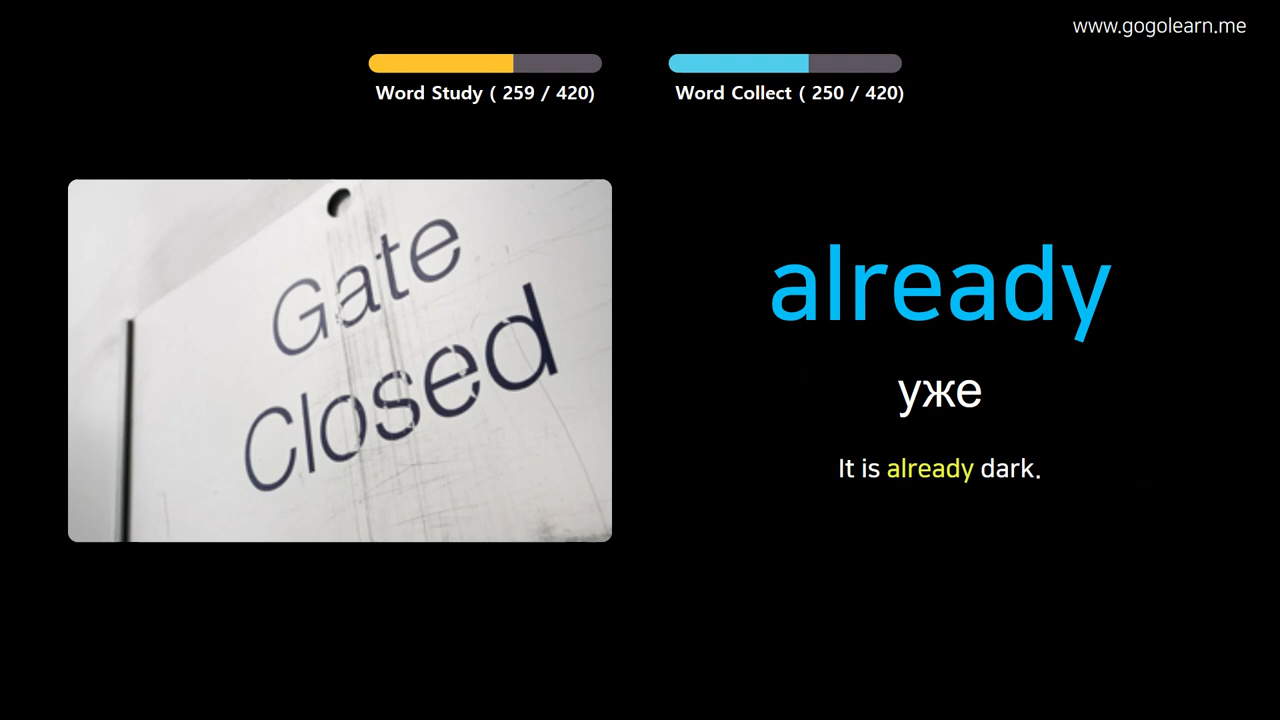 www.gogolearn.me
Word Study ( 259 / 420)
Word Collect ( 250 / 420)
Gate
Closed
already
уже
It is already dark.